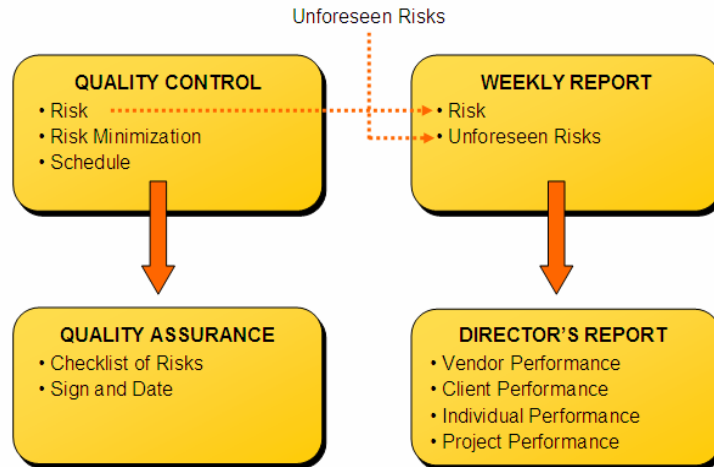 Unforeseen Risks
QUALITY CONTROL
• Risk
• Risk Minimization
• Schedule
WEEKLY REPORT
• Risk
• Unforeseen Risks
QUALITY ASSURANCE
• Checklist of Risks
• Sign and Date
DIRECTOR'S REPORT
• Vendor Performance
• Client Performance
• Individual Performance
• Project Performance